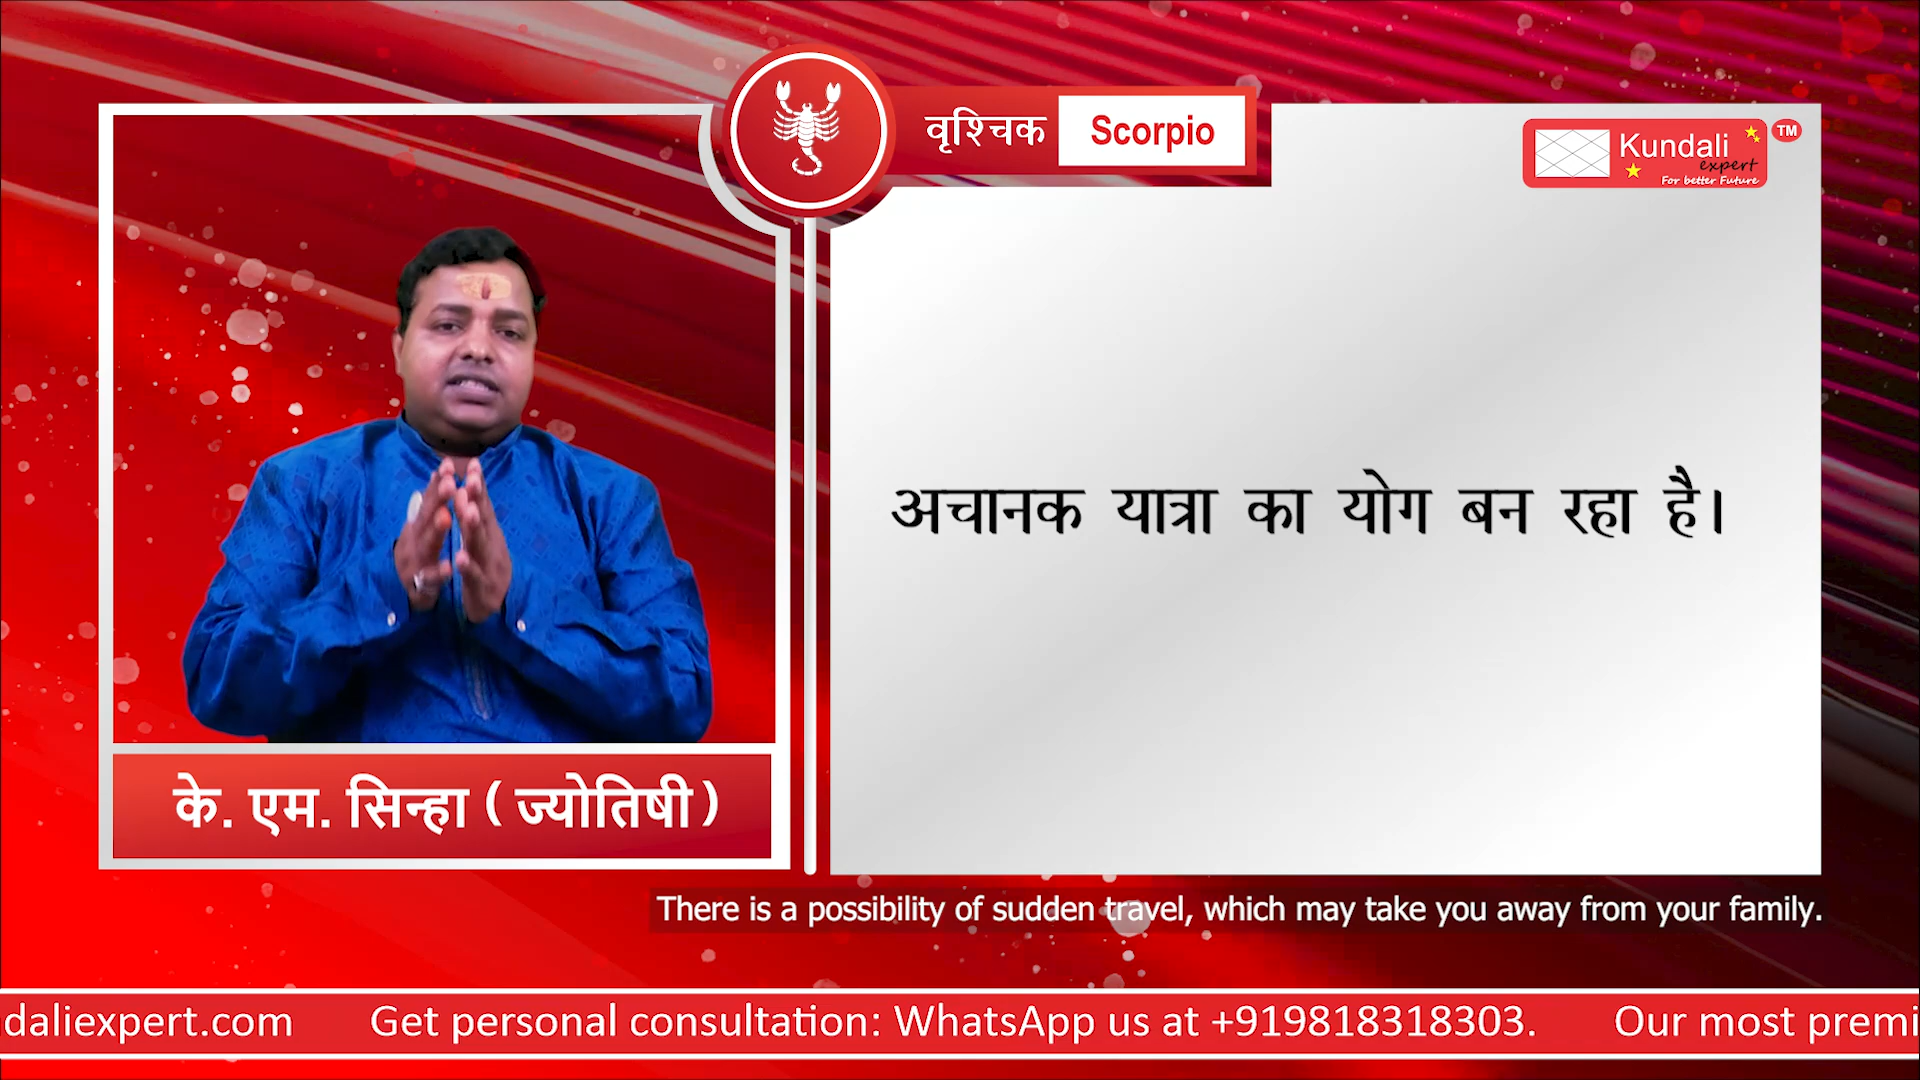 वृश्चिक Scorpio
Kundali
expert
For better Future
TM
अचानक यात्रा का योग बन रहा है।
के. एम. सिन्हा ( ज्योतिषी )
There is a possibility of sudden travel, which may take you away from your family.
daliexpert.com Get personal consultation: WhatsApp us at +919818318303. Our most premi